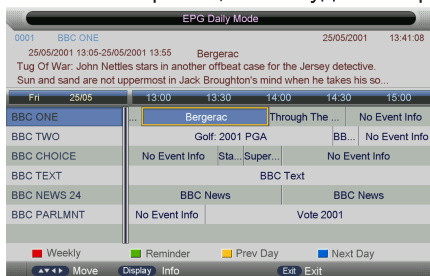 EPG Daily Mode
0001 BBC ONE 25/05/2001 13:41:08
25/05/2001 13:05-25/05/2001 13:55 Bergerac
Tug Of War: John Nettles stars in another offbeat case for the Jersey detective.
Sun and sand are not uppermost in Jack Broughton's mind when he takes his so...
Fri 25/05 13:00 13:30 14:00 14:30 15:00
BBC ONE ... Bergerac Through The ... No Event Info
BBC TWO Golf: 2001 PGA BB... No Event Info
BBC CHOICE No Event Info Sta... Super... No Event Info
BBC TEXT BBC Text
BBC NEWS 24 BBC News BBC News
BBC PARLMNT No Event Info Vote 2001
Weekly Reminder Prev Day Next Day
Move Display Info Exit Exit